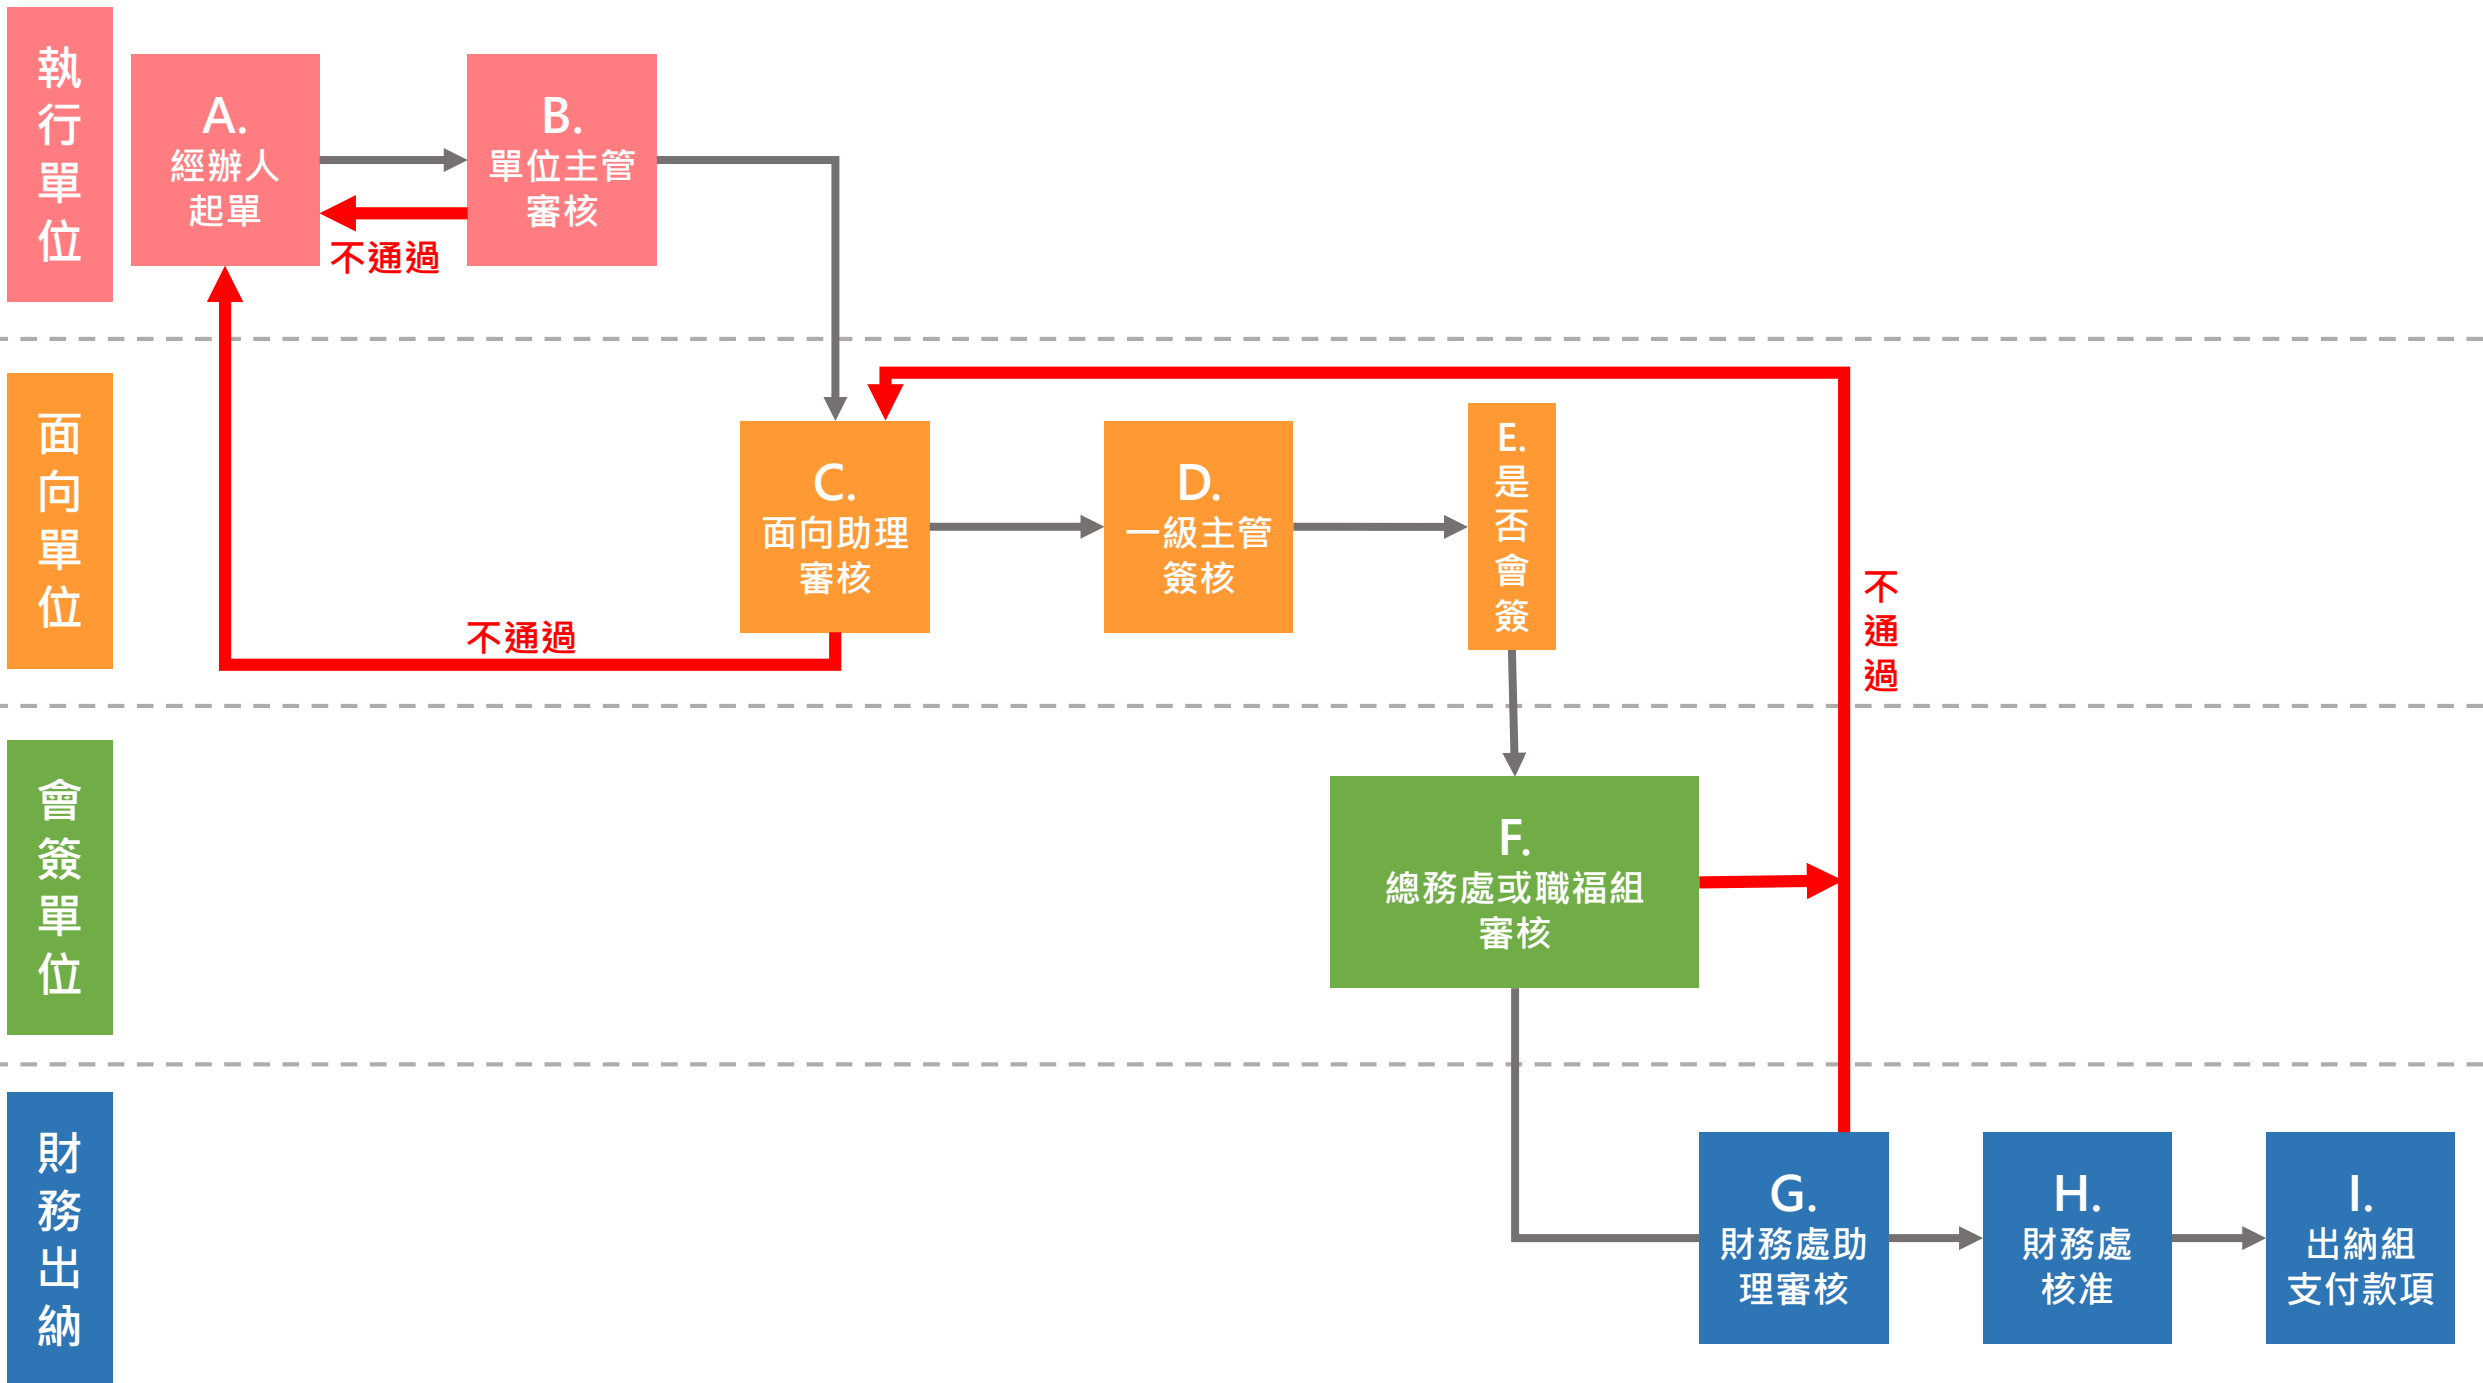 執行單位
A.
經辦人
起單
B.
單位主管
審核
不通過
面向單位
C.
面向助理
審核
D.
一級主管
簽核
E.
是否會簽
不通過
不通過
會簽單位
F.
總務處或職福組
審核
財務出納
G.
財務處助
理審核
H.
財務處
核准
I.
出納組
支付款項